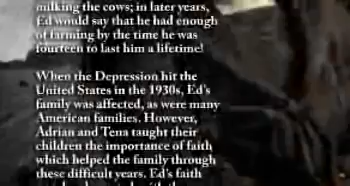 milking the cows; in later years,
Ed would say that he had enough
of farming by the time he was
fourteen to last him a lifetime!
When the Depression hit the
United States in the 1930s, Ed's
family was affected, as were many
American families. However,
Adrian and Tena taught their
children the importance of faith
which helped the family through
these difficult years. Ed's faith